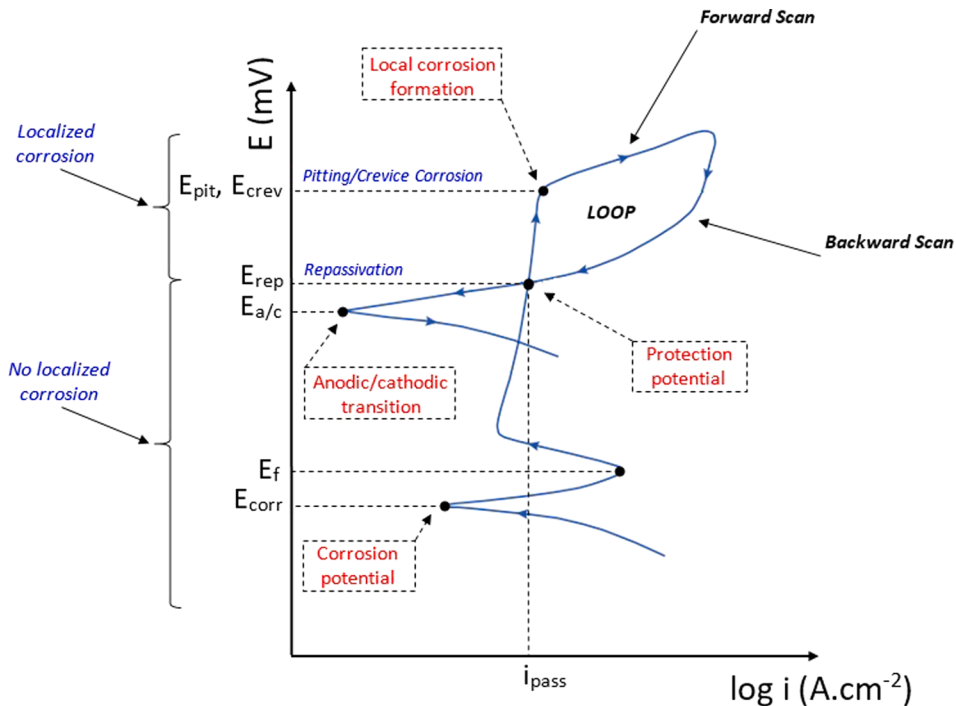 Forward Scan
Local corrosion
formation
E (mV)
Localized
corrosion
Pitting/Crevice Corrosion
Epit, Ecrev
LOOP
Backward Scan
Repassivation
Erep
Ea/c
Protection
potential
No localized
corrosion
Anodic/cathodic
transition
Ef
Ecorr
Corrosion
potential
ipass
log i (A.cm-2)